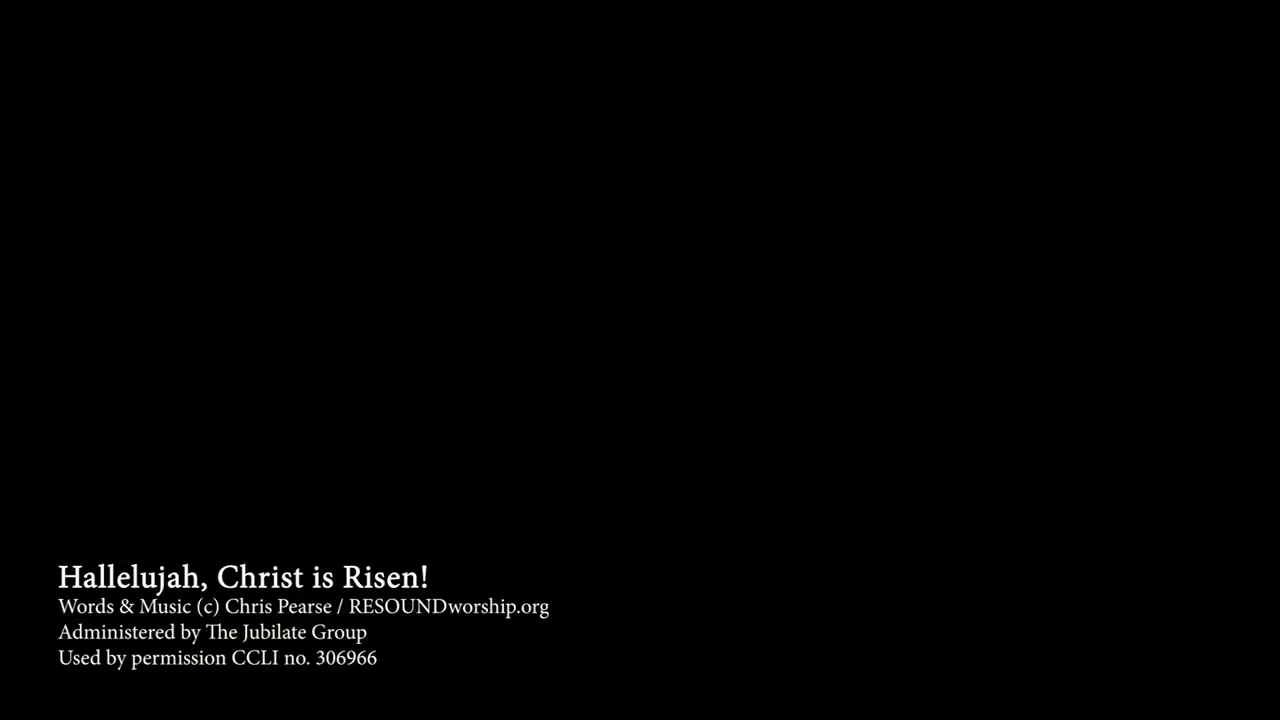 Hallelujah, Christ is Risen!
Words & Music (c) Chris Pearse / RESOUNDworship.org
Administered by The Jubilate Group
Used by permission CCLI no. 306966